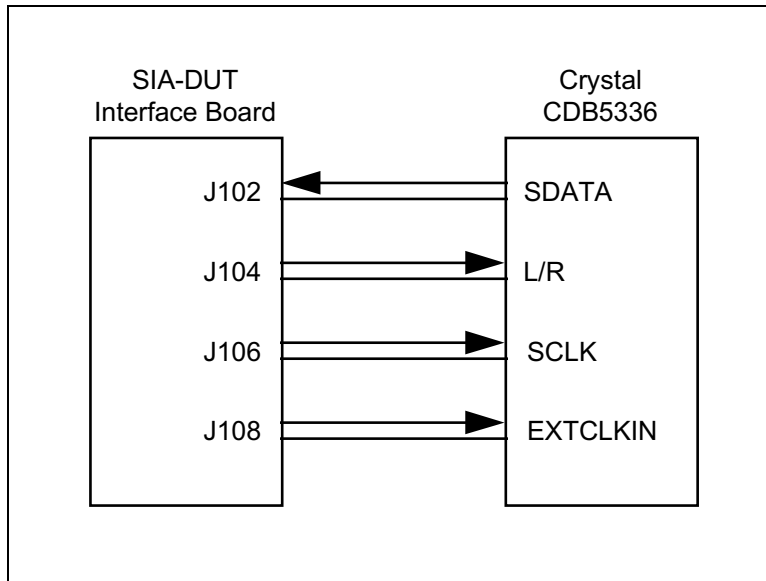 SIA-DUT
Interface Board
Crystal
CDB5336
J102
SDATA
J104
L/R
J106
SCLK
J108
EXTCLKIN